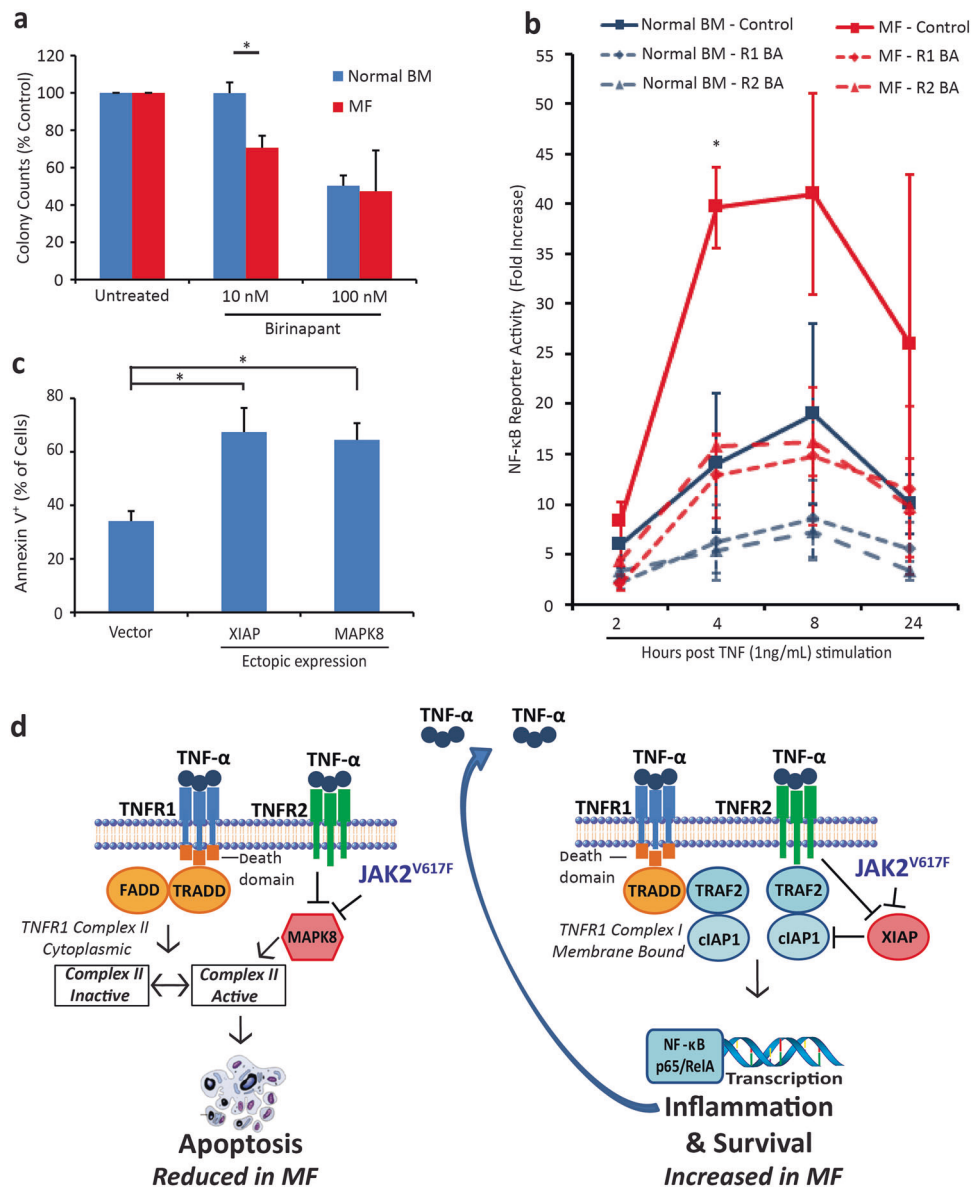 a
*
Colony Counts (% Control)
120
100
80
60
40
20
0
Normal BM
MF
Untreated
10 nM
100 nM
Birinapant
b
Normal BM - Control
Normal BM - R1 BA
Normal BM - R2 BA
MF - Control
MF - R1 BA
MF - R2 BA
NF-κB Reporter Activity (Fold Increase)
55
50
45
40
35
30
25
20
15
10
5
0
*
2
4
8
24
Hours post TNF (1ng/mL) stimulation
c
*
*
Annexin V⁺ (% of Cells)
80
60
40
20
0
Vector
XIAP
MAPK8
Ectopic expression
d
TNF-α
TNF-α
TNF-α
TNF-α
TNFR1
TNFR2
Death
domain
JAK2V617F
FADD
TRADD
MAPK8
TNFR1 Complex II
Cytoplasmic
Complex II
Inactive
Complex II
Active
Apoptosis
Reduced in MF
TNF-α
TNF-α
TNFR1
TNFR2
Death
domain
JAK2V617F
TRADD
TRAF2
TRAF2
cIAP1
cIAP1
XIAP
TNFR1 Complex I
Membrane Bound
NF-κB
p65/RelA
Transcription
Inflammation
& Survival
Increased in MF